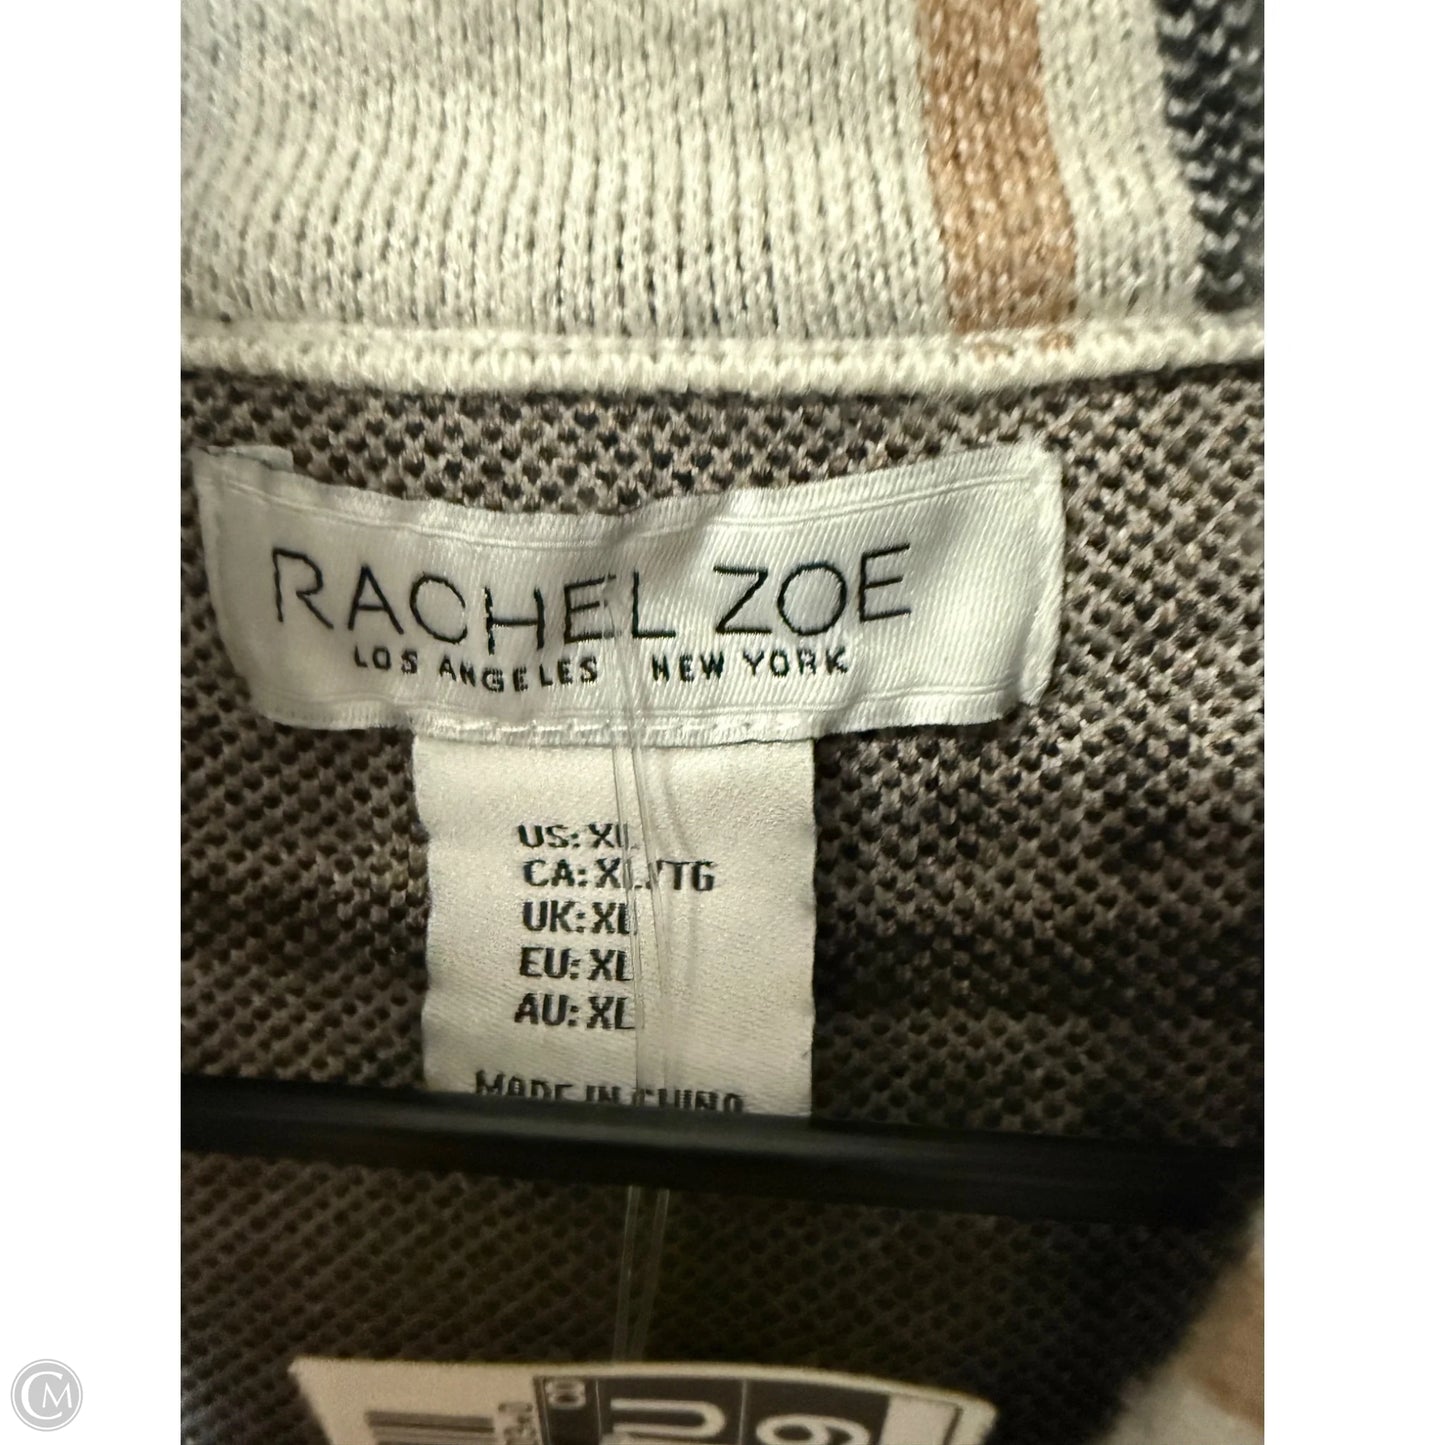 RACHEL ZOE
LOS ANGELES NEW YORK
US: XL
CA: XL/TG
UK: XL
EU: XL
AU: XL
MADE IN CHINA
CM